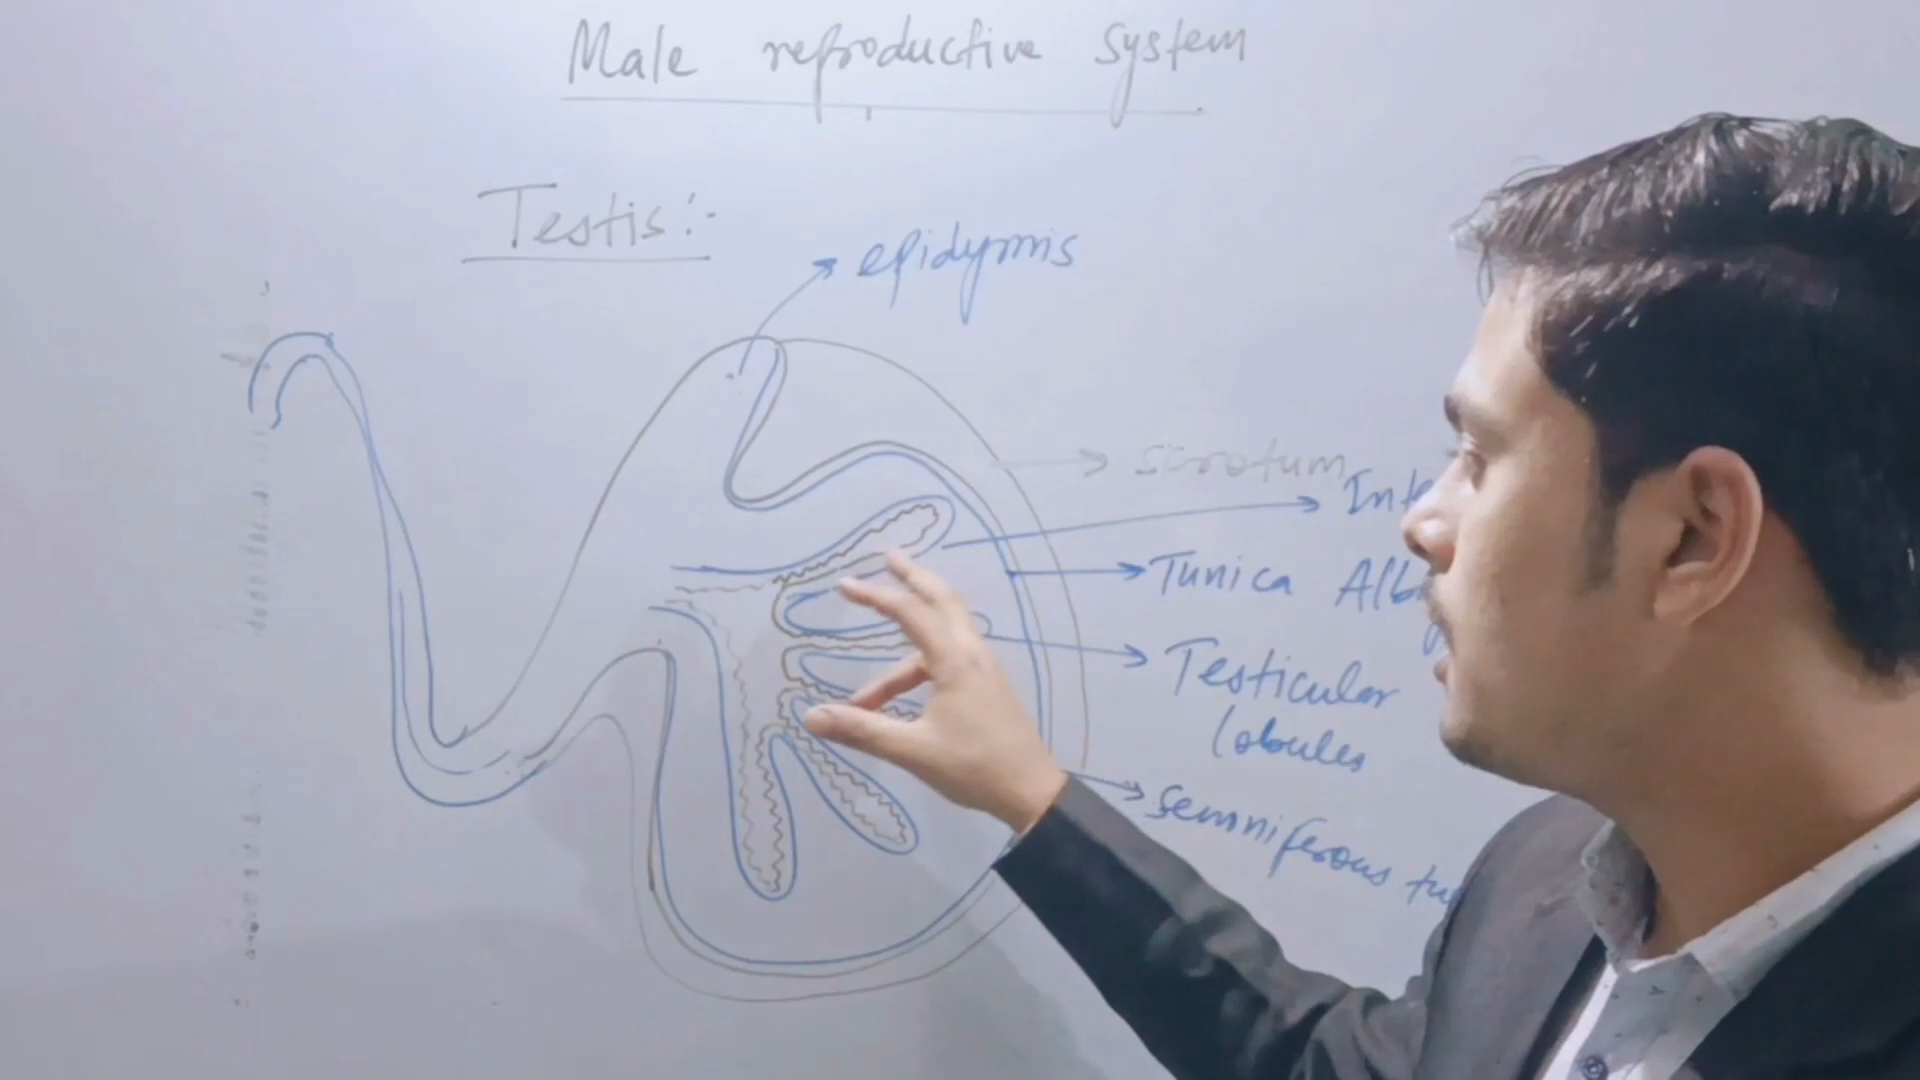 Male reproductive system
Testis:-
epidymis
scrotum
Tunica
Testicular
lobules
semniferous